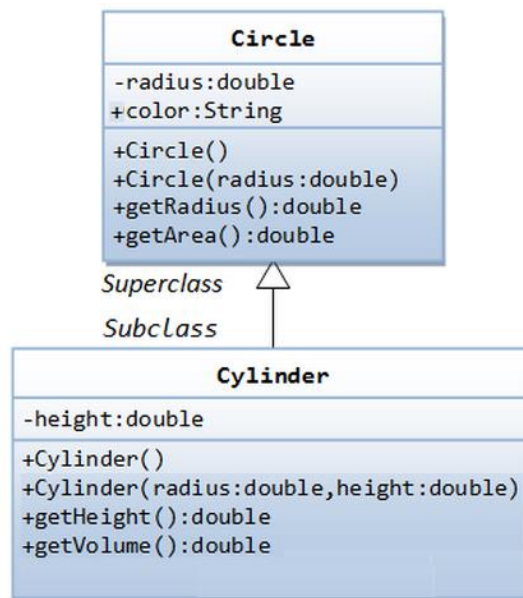 Circle
-radius:double
+color:String
+Circle()
+Circle(radius:double)
+getRadius():double
+getArea():double
Superclass
Subclass
Cylinder
-height:double
+Cylinder()
+Cylinder(radius:double,height:double)
+getHeight():double
+getVolume():double